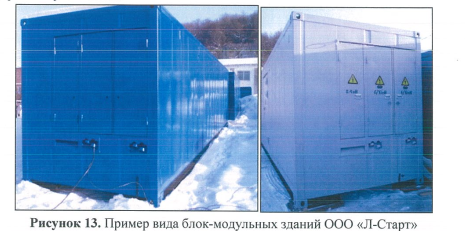 Рисунок 13. Пример вида блок-модульных зданий ООО «Л-Старт»